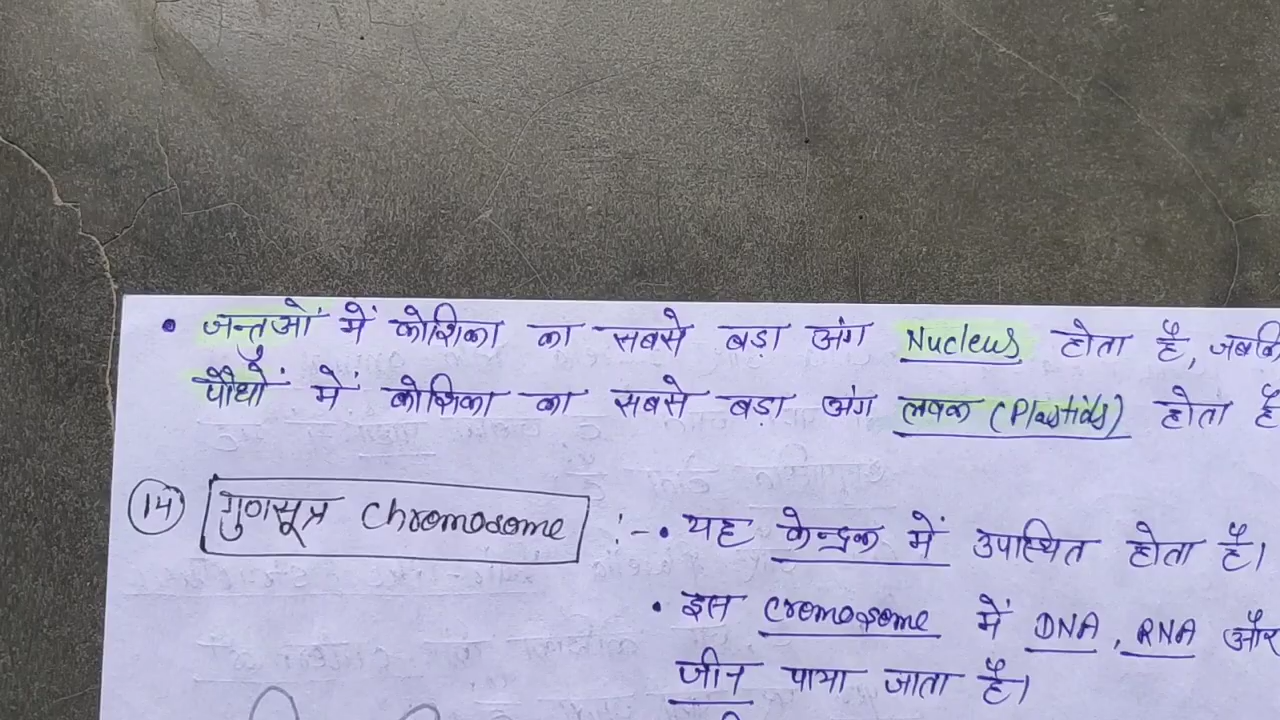 • जन्तुओं में कोशिका का सबसे बड़ा अंग Nucleus होता है, जबकि
पौधों में कोशिका का सबसे बड़ा अंग लवक (Plastids) होता है
(14) गुणसूत्र Chromosome :- • यह केन्द्रक में उपस्थित होता है।
• इस cromosome में DNA, RNA और
जीन पाया जाता है।